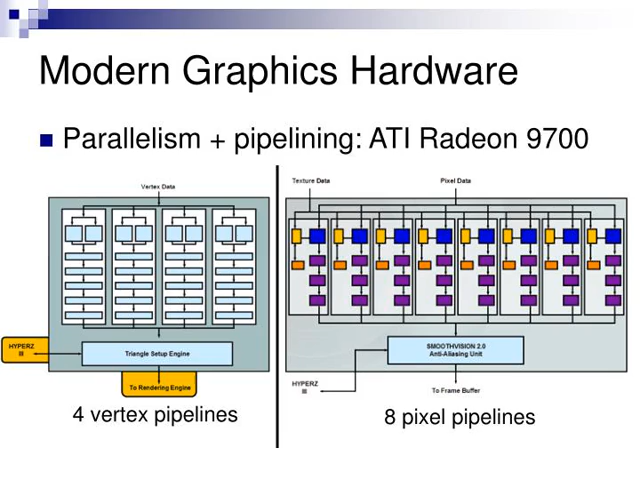 Modern Graphics Hardware
Parallelism + pipelining: ATI Radeon 9700
Vertex Data
HYPERZ
III
Triangle Setup Engine
To Rendering Engine
4 vertex pipelines
Texture Data
Pixel Data
SMOOTHVISION 2.0
Anti-Aliasing Unit
HYPERZ
III
To Frame Buffer
8 pixel pipelines